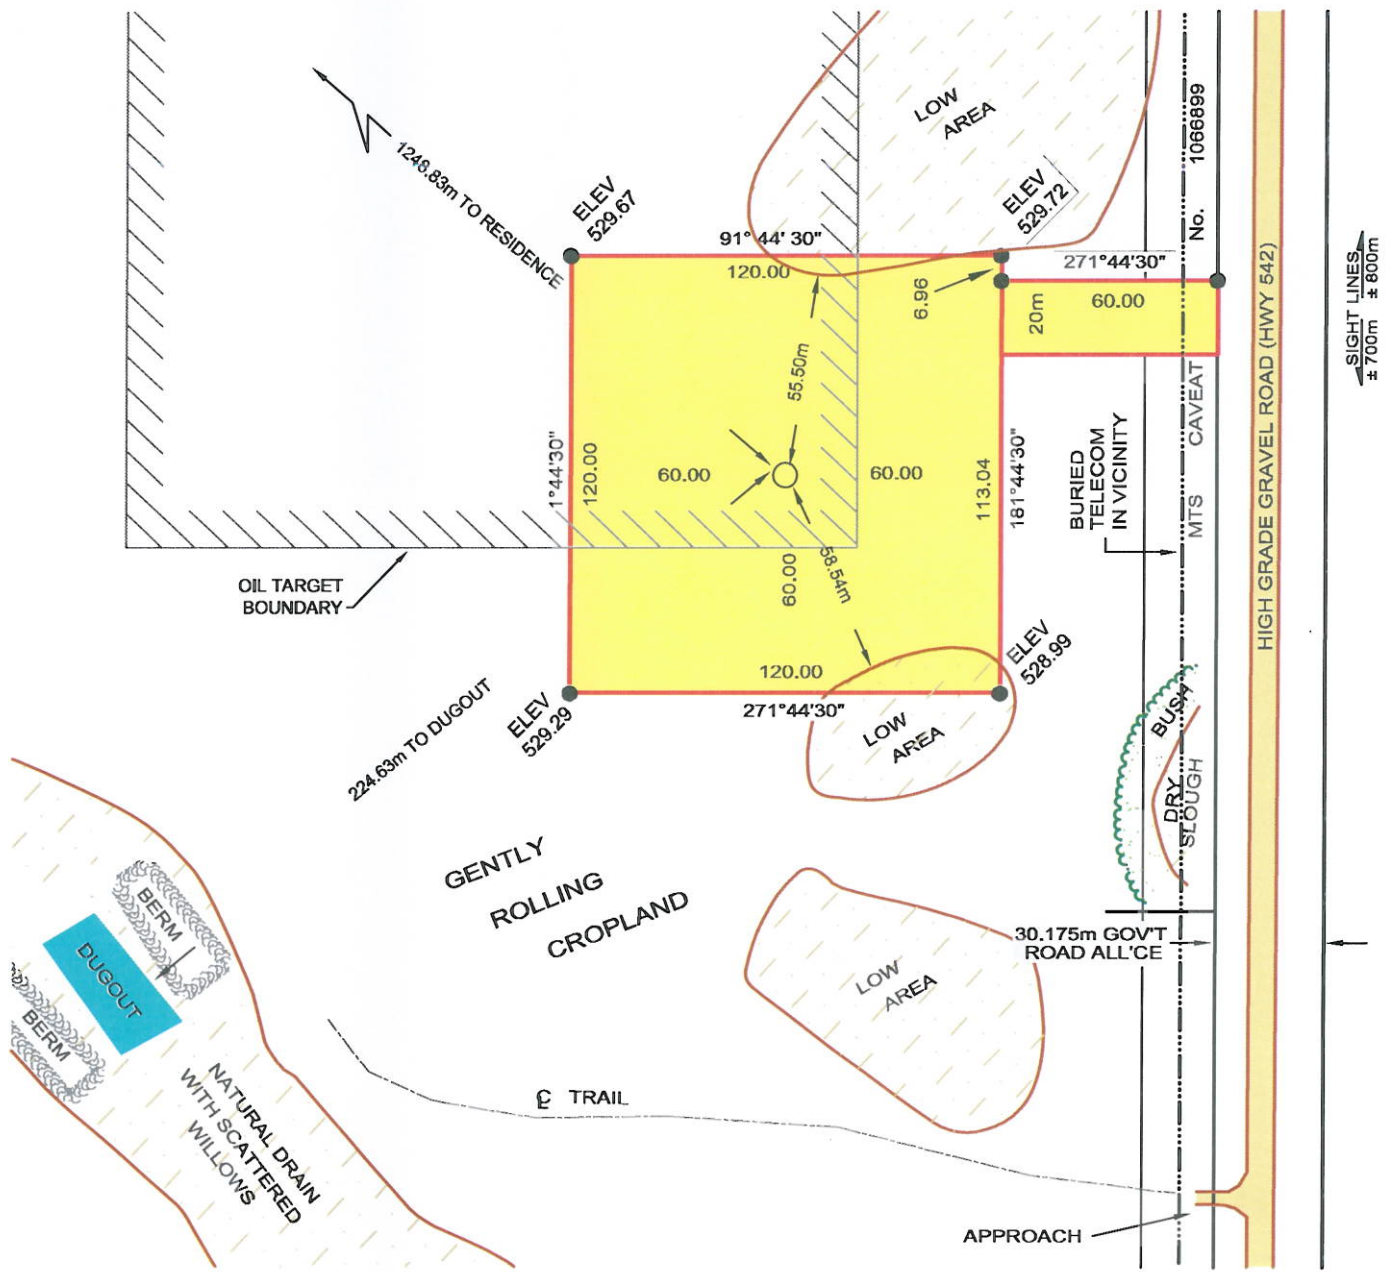 LOW
AREA
No. 1066899
1248.83m TO RESIDENCE
ELEV
529.67
ELEV
529.72
91° 44' 30"
120.00
271°44'30"
60.00
6.96
20m
SIGHT LINES
± 700m ± 800m
HIGH GRADE GRAVEL ROAD (HWY 542)
55.50m
1°44'30"
120.00
60.00
60.00
113.04
181°44'30"
BURIED
TELECOM
IN VICINITY
MTS CAVEAT
OIL TARGET
BOUNDARY
60.00
58.54m
120.00
271°44'30"
ELEV
528.99
ELEV
529.29
224.63m TO DUGOUT
LOW
AREA
BUSH
DRY
SLOUGH
GENTLY
ROLLING
CROPLAND
BERM
DUGOUT
BERM
30.175m GOV'T
ROAD ALL'CE
LOW
AREA
NATURAL DRAIN
WITH SCATTERED
WILLOWS
℄ TRAIL
APPROACH